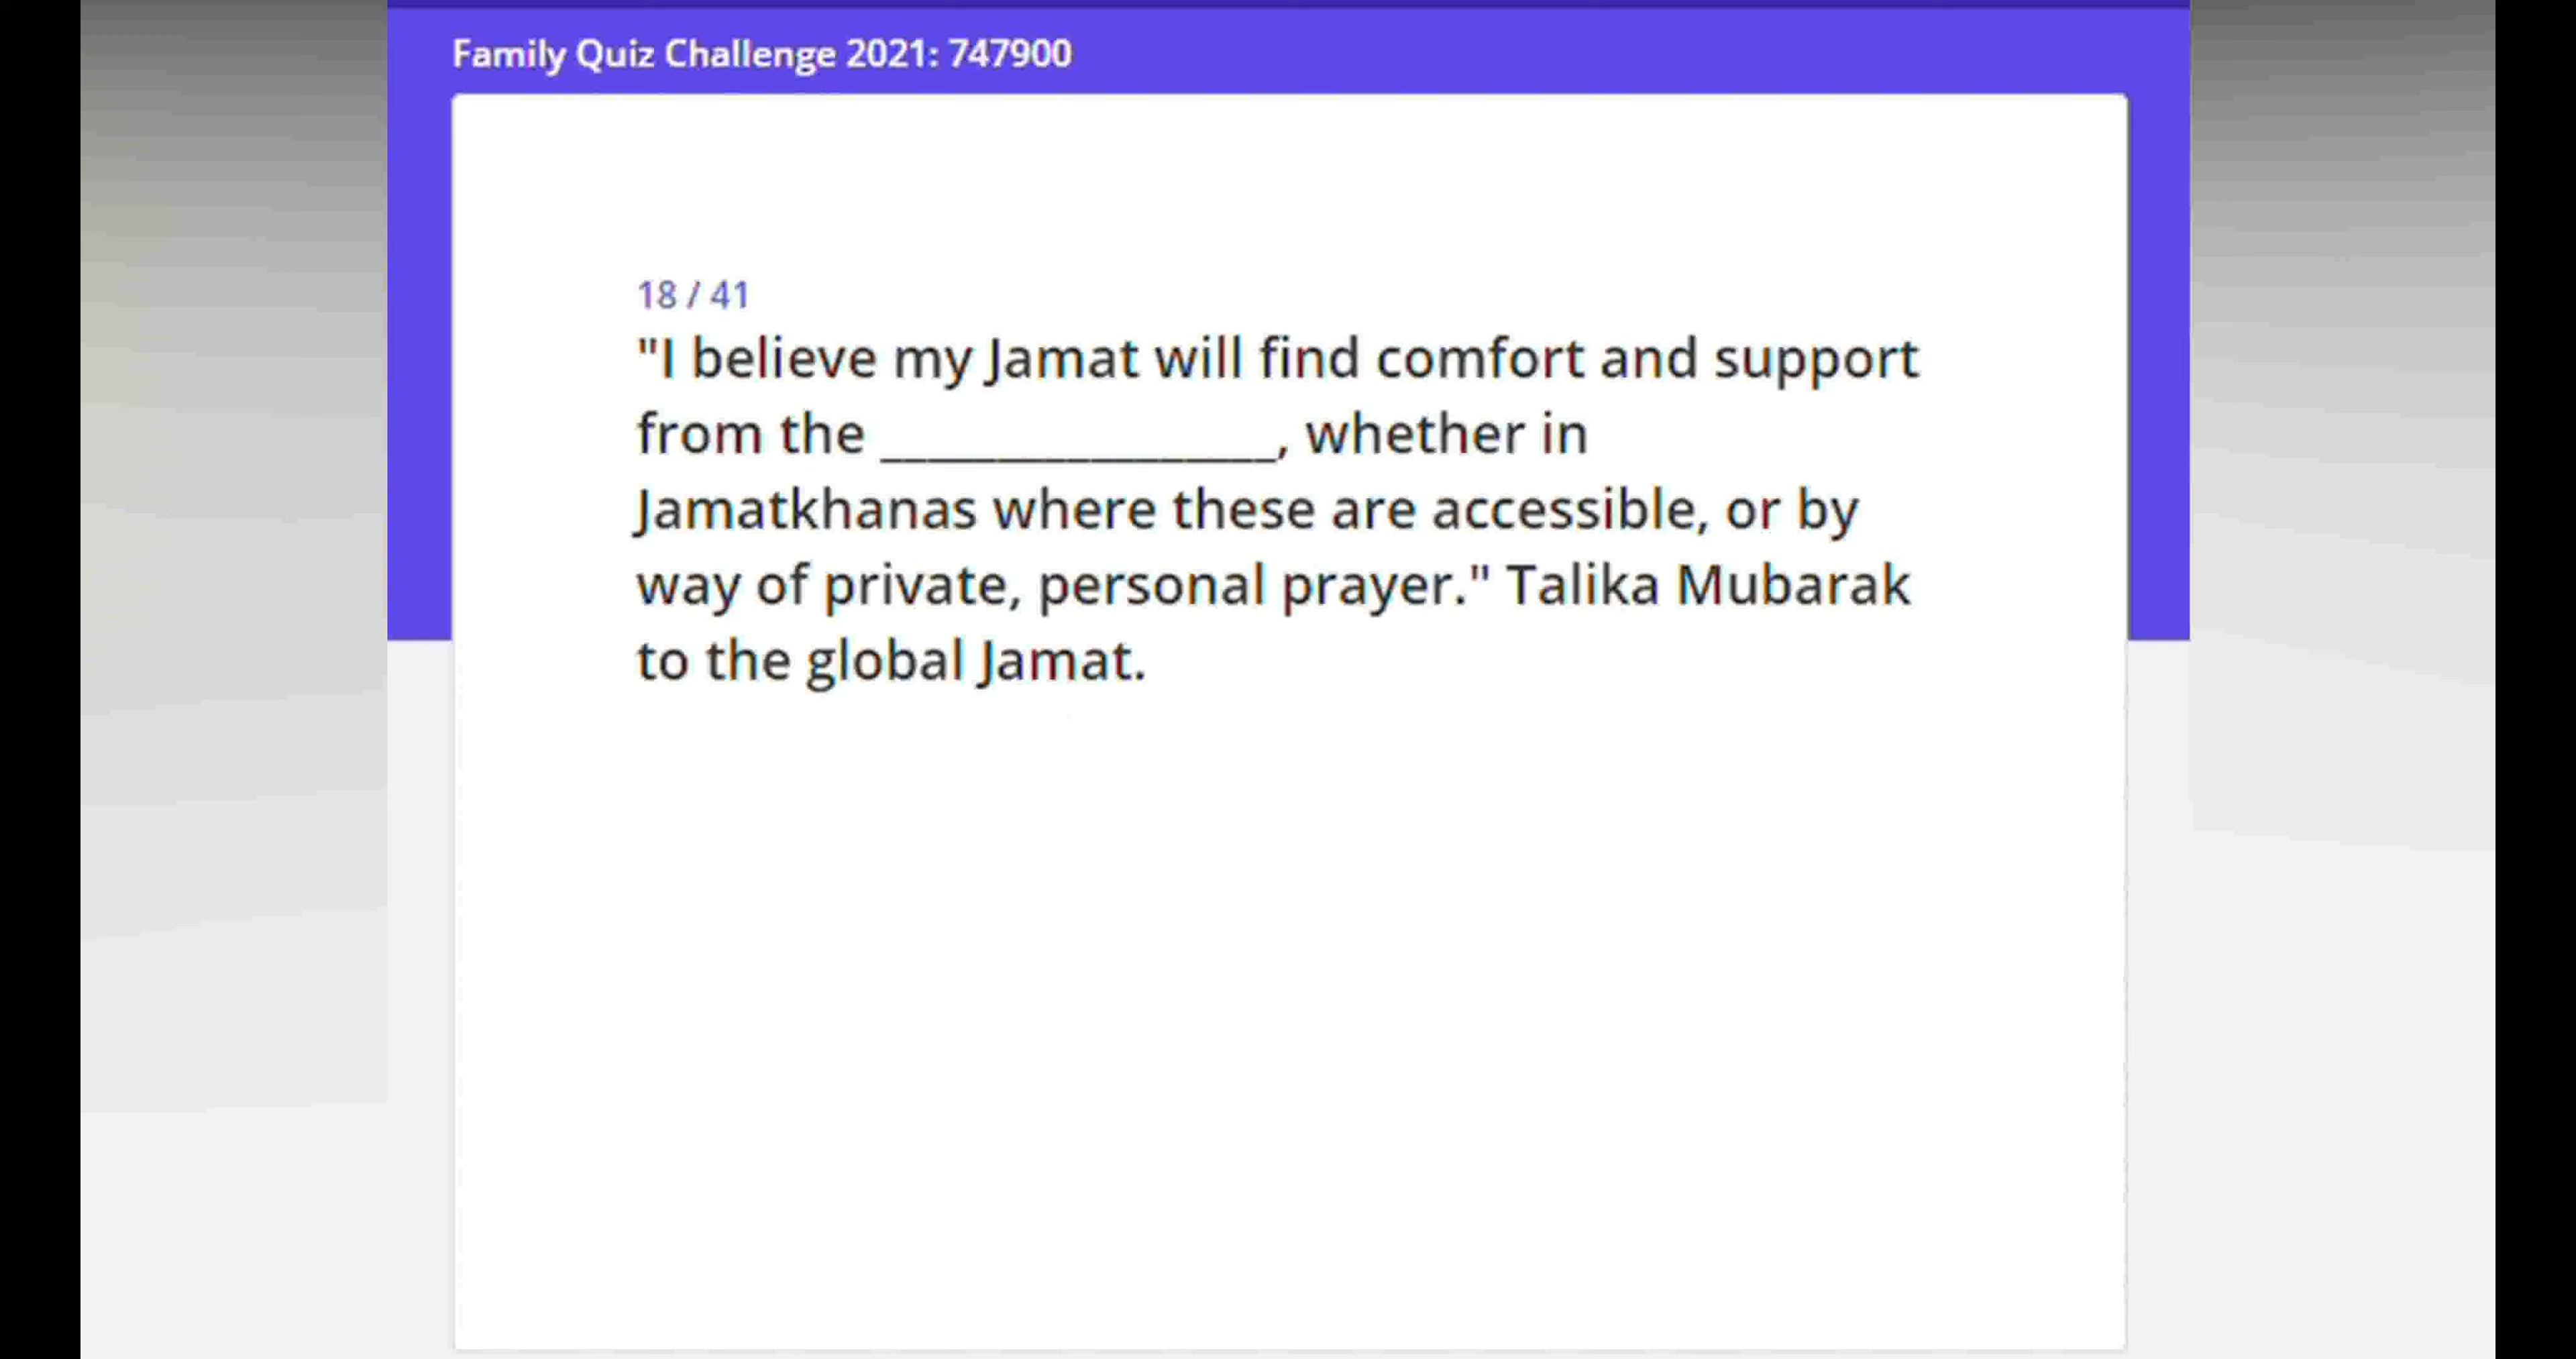 Family Quiz Challenge 2021: 747900
18 / 41
"I believe my Jamat will find comfort and support
from the _________________, whether in
Jamatkhanas where these are accessible, or by
way of private, personal prayer." Talika Mubarak
to the global Jamat.